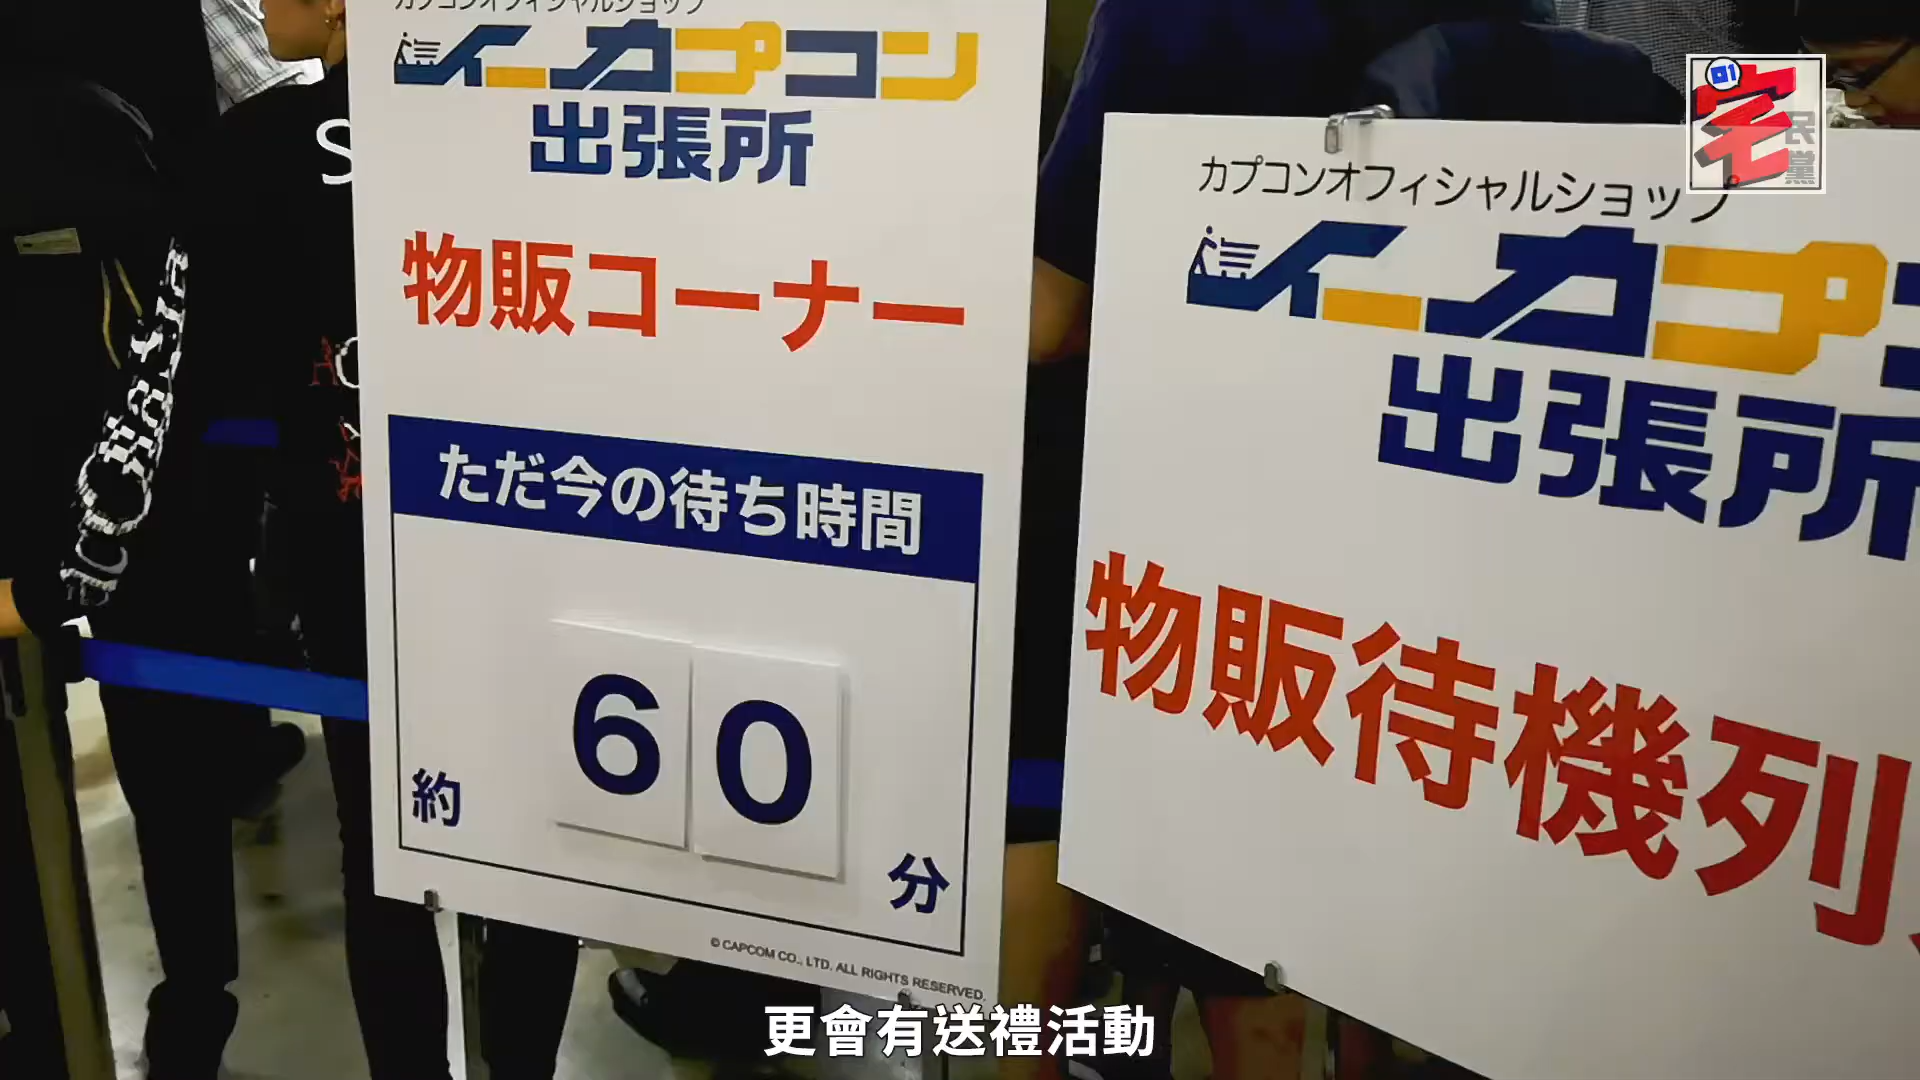 カプコンオフィシャルショップ
イーカプコン
出張所
物販コーナー
ただ今の待ち時間
約
60
分
© CAPCOM CO., LTD. ALL RIGHTS RESERVED.
カプコンオフィシャルショップ
イーカプコ
出張所
物販待機列
01
宅民黨
更會有送禮活動